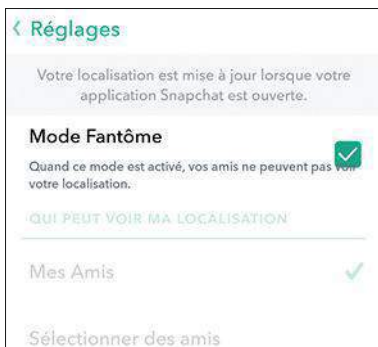 Réglages
Votre localisation est mise à jour lorsque votre
application Snapchat est ouverte.
Mode Fantôme
Quand ce mode est activé, vos amis ne peuvent pas voir
votre localisation.
QUI PEUT VOIR MA LOCALISATION
Mes Amis
Sélectionner des amis